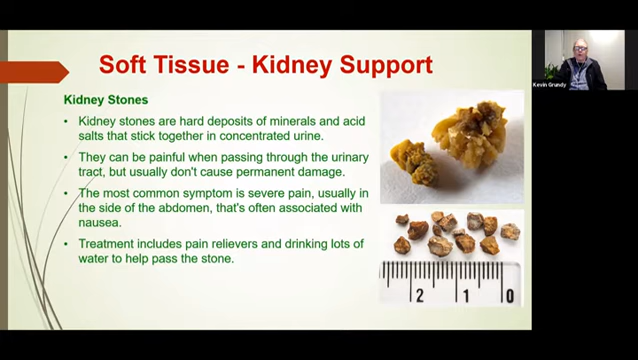 Soft Tissue - Kidney Support
Kidney Stones
• Kidney stones are hard deposits of minerals and acid
salts that stick together in concentrated urine.
• They can be painful when passing through the urinary
tract, but usually don't cause permanent damage.
• The most common symptom is severe pain, usually in
the side of the abdomen, that's often associated with
nausea.
• Treatment includes pain relievers and drinking lots of
water to help pass the stone.
2 1 0
Kevin Grundy